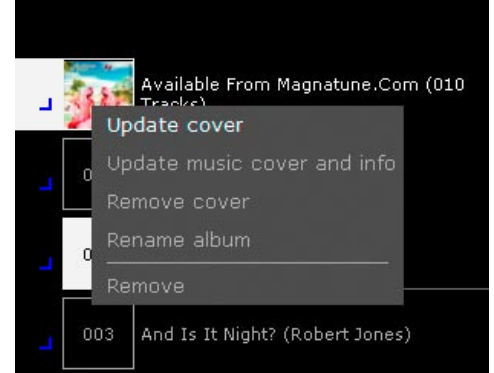 Available From Magnatune.Com (010
Tracks)
Update cover
Update music cover and info
Remove cover
Rename album
Remove
003 And Is It Night? (Robert Jones)